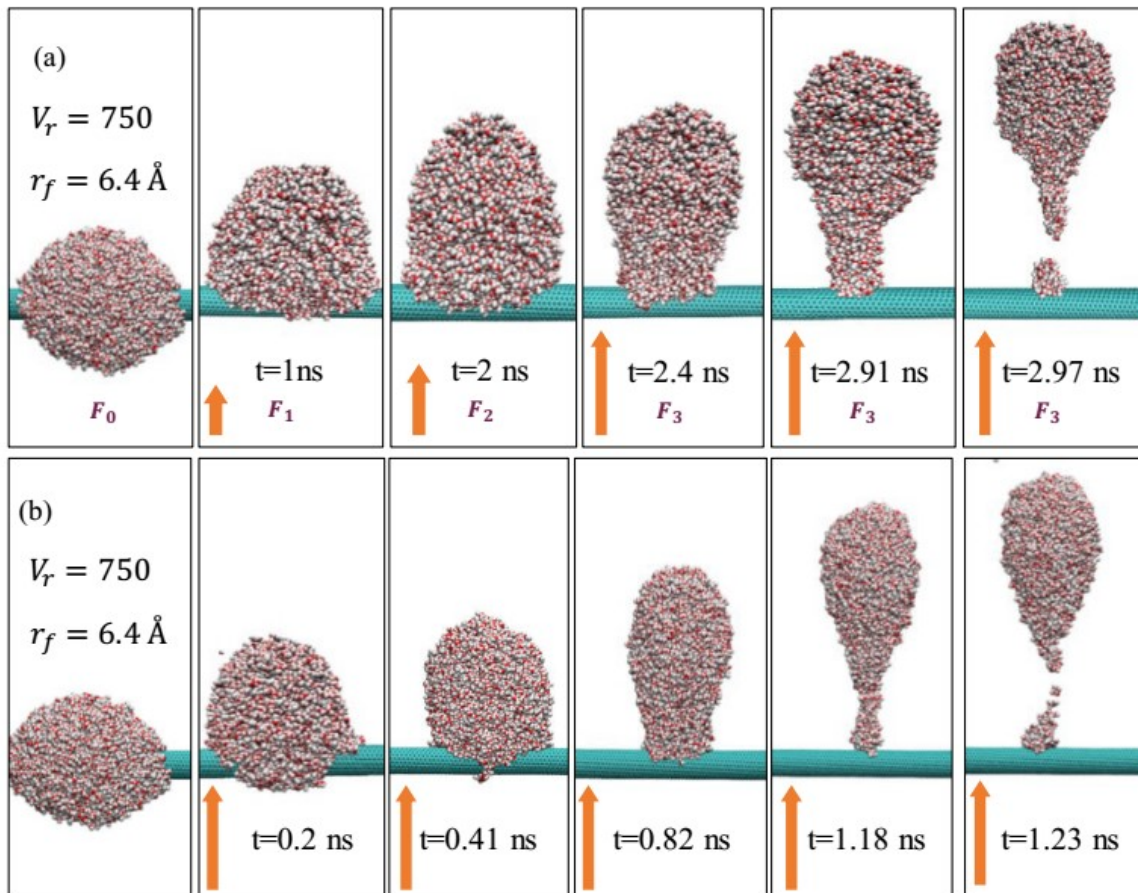 (a)
V_r = 750
r_f = 6.4 Å
F_0
t=1ns
F_1
t=2 ns
F_2
t=2.4 ns
F_3
t=2.91 ns
F_3
t=2.97 ns
F_3
(b)
V_r = 750
r_f = 6.4 Å
t=0.2 ns
t=0.41 ns
t=0.82 ns
t=1.18 ns
t=1.23 ns